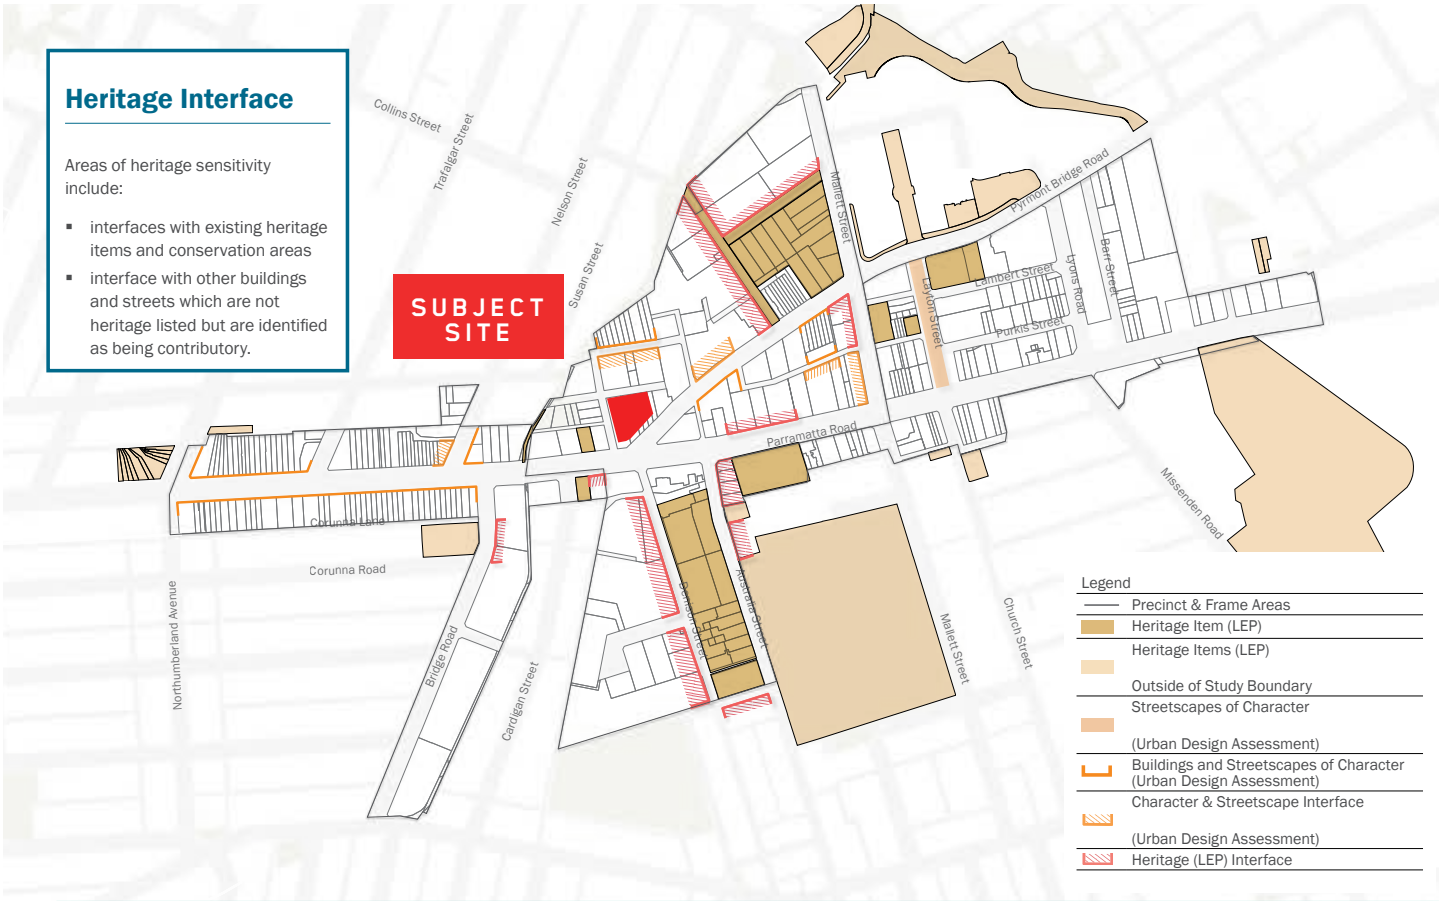 Heritage Interface
Areas of heritage sensitivity
include:
▪ interfaces with existing heritage
items and conservation areas
▪ interface with other buildings
and streets which are not
heritage listed but are identified
as being contributory.
SUBJECT
SITE
Collins Street
Trafalgar Street
Nelson Street
Susan Street
Mallett Street
Pyrmont Bridge Road
Layton Street
Lambert Street
Lyons Road
Barr Street
Purkis Street
Parramatta Road
Missenden Road
Corunna Lane
Corunna Road
Northumberland Avenue
Bridge Road
Cardigan Street
Denison Street
Australia Street
Mallett Street
Church Street
Legend
Precinct & Frame Areas
Heritage Item (LEP)
Heritage Items (LEP)
Outside of Study Boundary
Streetscapes of Character
(Urban Design Assessment)
Buildings and Streetscapes of Character
(Urban Design Assessment)
Character & Streetscape Interface
(Urban Design Assessment)
Heritage (LEP) Interface